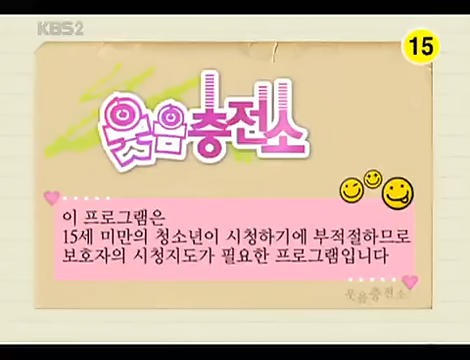 KBS2
15
웃음충전소
이 프로그램은
15세 미만의 청소년이 시청하기에 부적절하므로
보호자의 시청지도가 필요한 프로그램입니다
웃음충전소